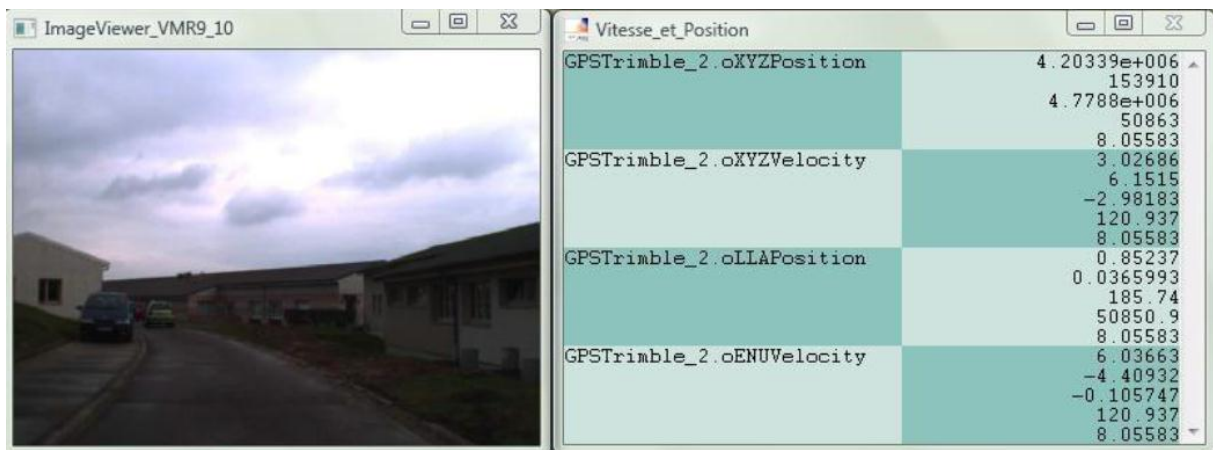 ImageViewer_VMR9_10
Vitesse_et_Position
GPSTrimble_2.oXYZPosition 4.20339e+006
153910
4.7788e+006
50863
8.05583
GPSTrimble_2.oXYZVelocity 3.02686
6.1515
-2.98183
120.937
8.05583
GPSTrimble_2.oLLAPosition 0.85237
0.0365993
185.74
50850.9
8.05583
GPSTrimble_2.oENUVelocity 6.03663
-4.40932
-0.105747
120.937
8.05583